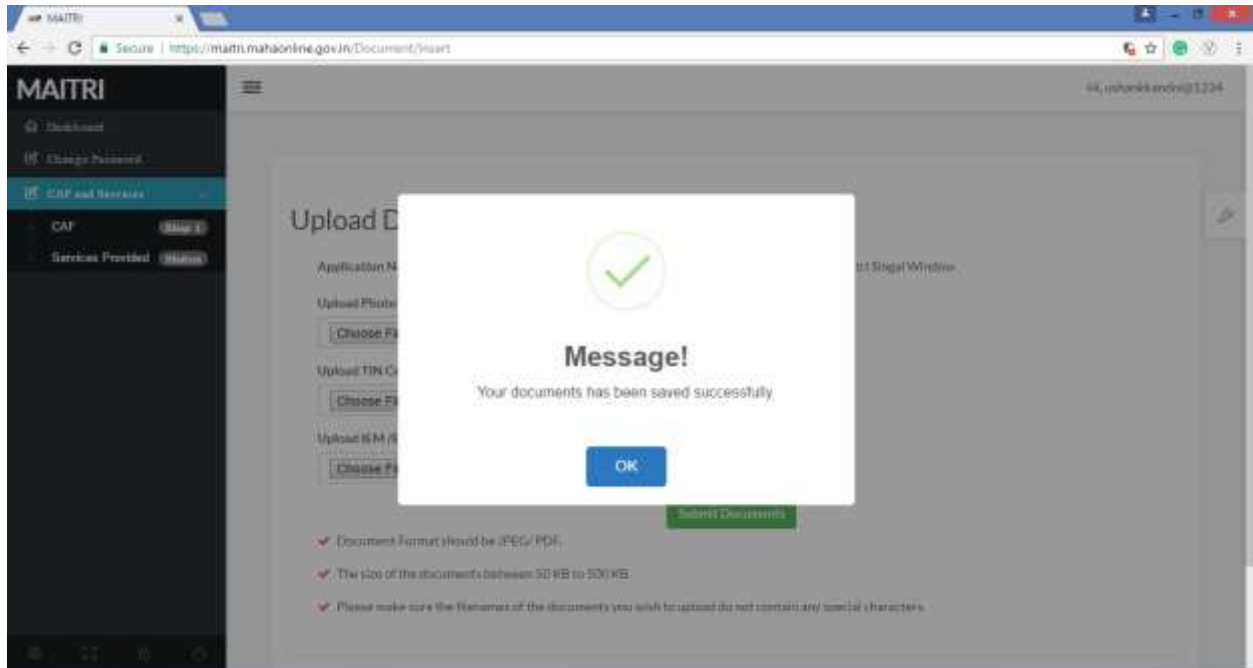 MAITRI
Secure | https://maitri.mahaonline.gov.in/Document/Insert
MAITRI
Dashboard
Change Password
CAF and Services
CAF Step 1
Services Provided Status
Upload D
Application N
Upload Photo
Choose Fi
Upload TIN Ce
Choose Fi
Upload IEM /
Choose Fi
Message!
Your documents has been saved successfully
OK
Submit Documents
Document Format should be JPEG/ PDF.
The size of the documents between 50 KB to 500 KB.
Please make sure the filenames of the documents you wish to upload do not contain any special characters.